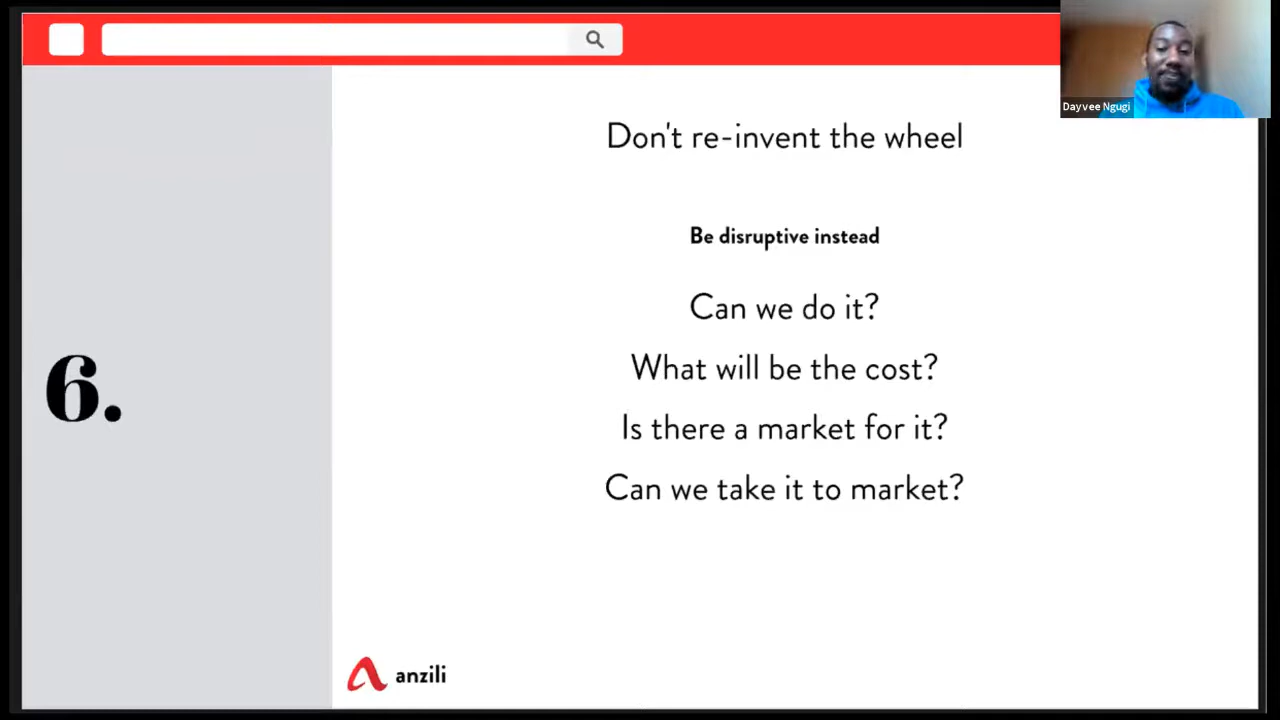 Dayvee Ngugi
Don't re-invent the wheel
Be disruptive instead
Can we do it?
What will be the cost?
Is there a market for it?
Can we take it to market?
6.
anzili